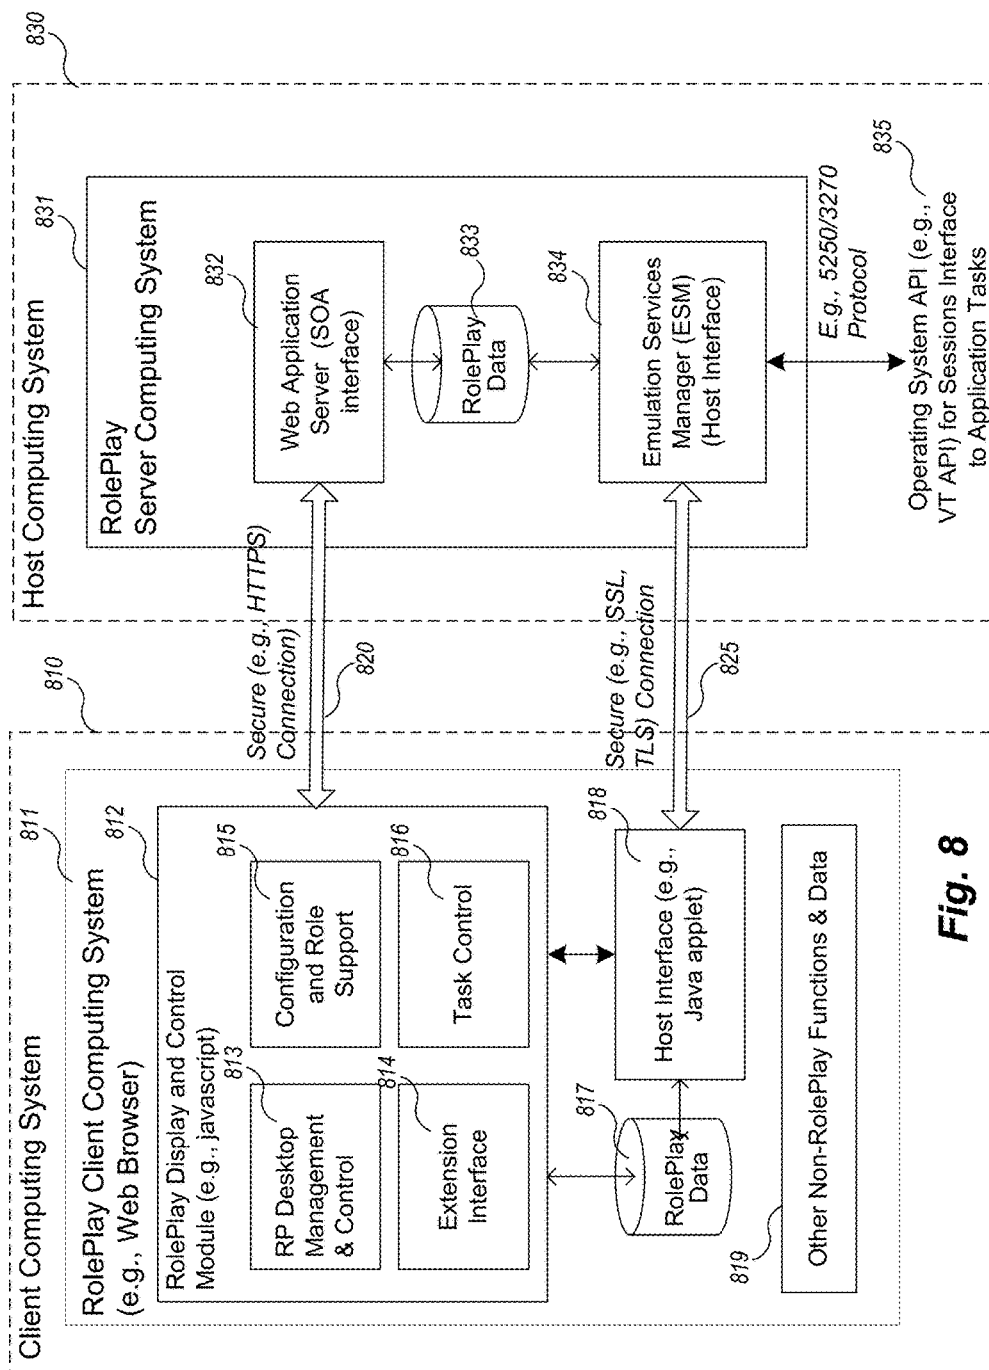 Client Computing System
810
RolePlay Client Computing System
(e.g., Web Browser)
811
RolePlay Display and Control
Module (e.g., javascript)
812
RP Desktop
Management
& Control
813
Configuration
and Role
Support
815
Extension
Interface
814
Task Control
816
RolePlay
Data
817
Host Interface (e.g.,
Java applet)
818
Other Non-RolePlay Functions & Data
819
Secure (e.g., HTTPS)
Connection)
820
Secure (e.g., SSL,
TLS) Connection
825
Host Computing System
830
RolePlay
Server Computing System
831
Web Application
Server (SOA
interface)
832
RolePlay
Data
833
Emulation Services
Manager (ESM)
(Host Interface)
834
E.g., 5250/3270
Protocol
Operating System API (e.g.,
VT API) for Sessions Interface
to Application Tasks
835
Fig. 8